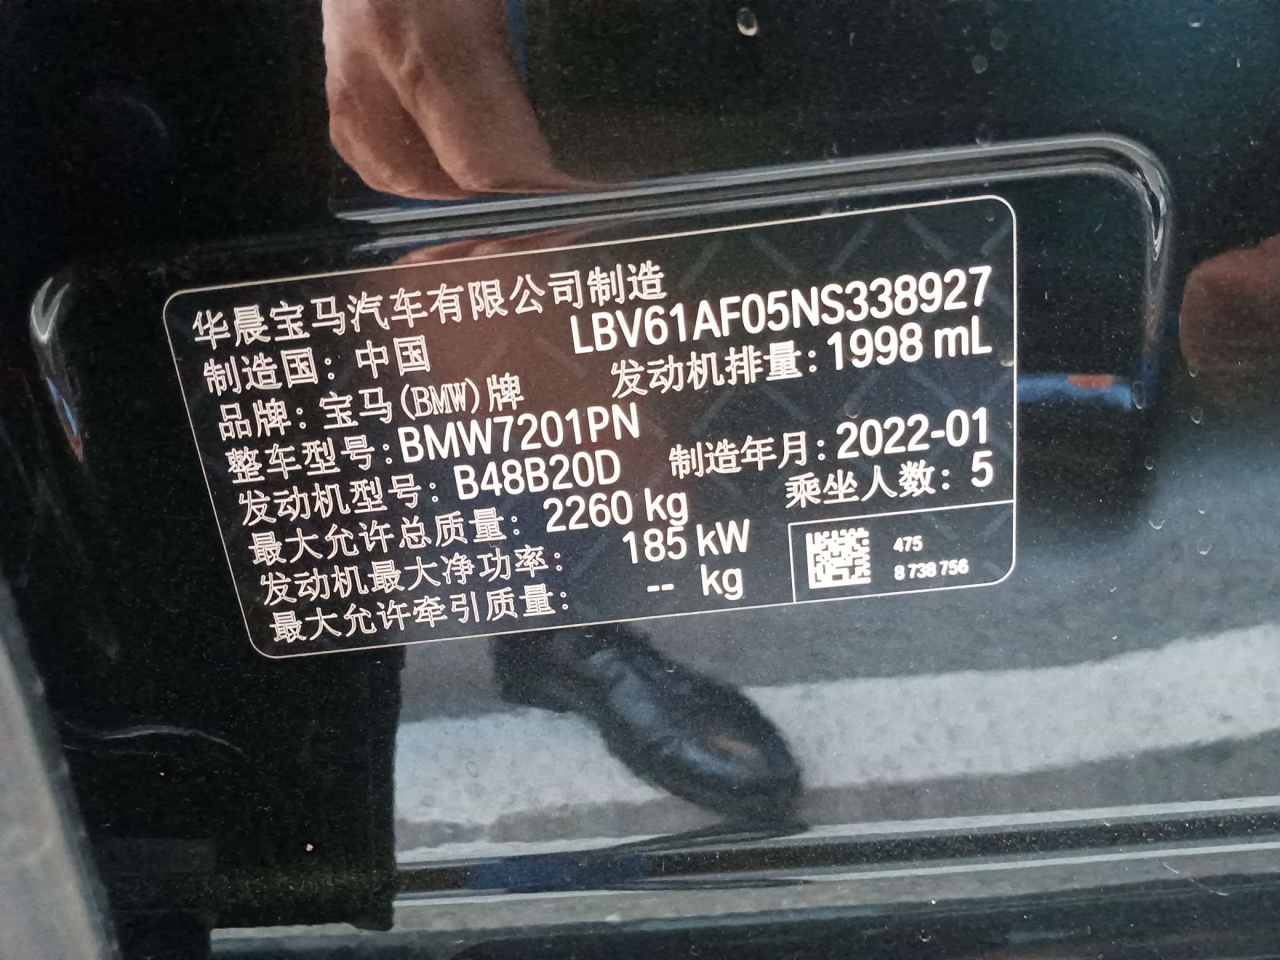 华晨宝马汽车有限公司制造
制造国：中国 LBV61AF05NS338927
品牌：宝马(BMW)牌 发动机排量：1998 mL
整车型号：BMW7201PN
发动机型号：B48B20D 制造年月：2022-01
最大允许总质量：2260 kg 乘坐人数：5
发动机最大净功率：185 kW
最大允许牵引质量：-- kg
475
8 738 756